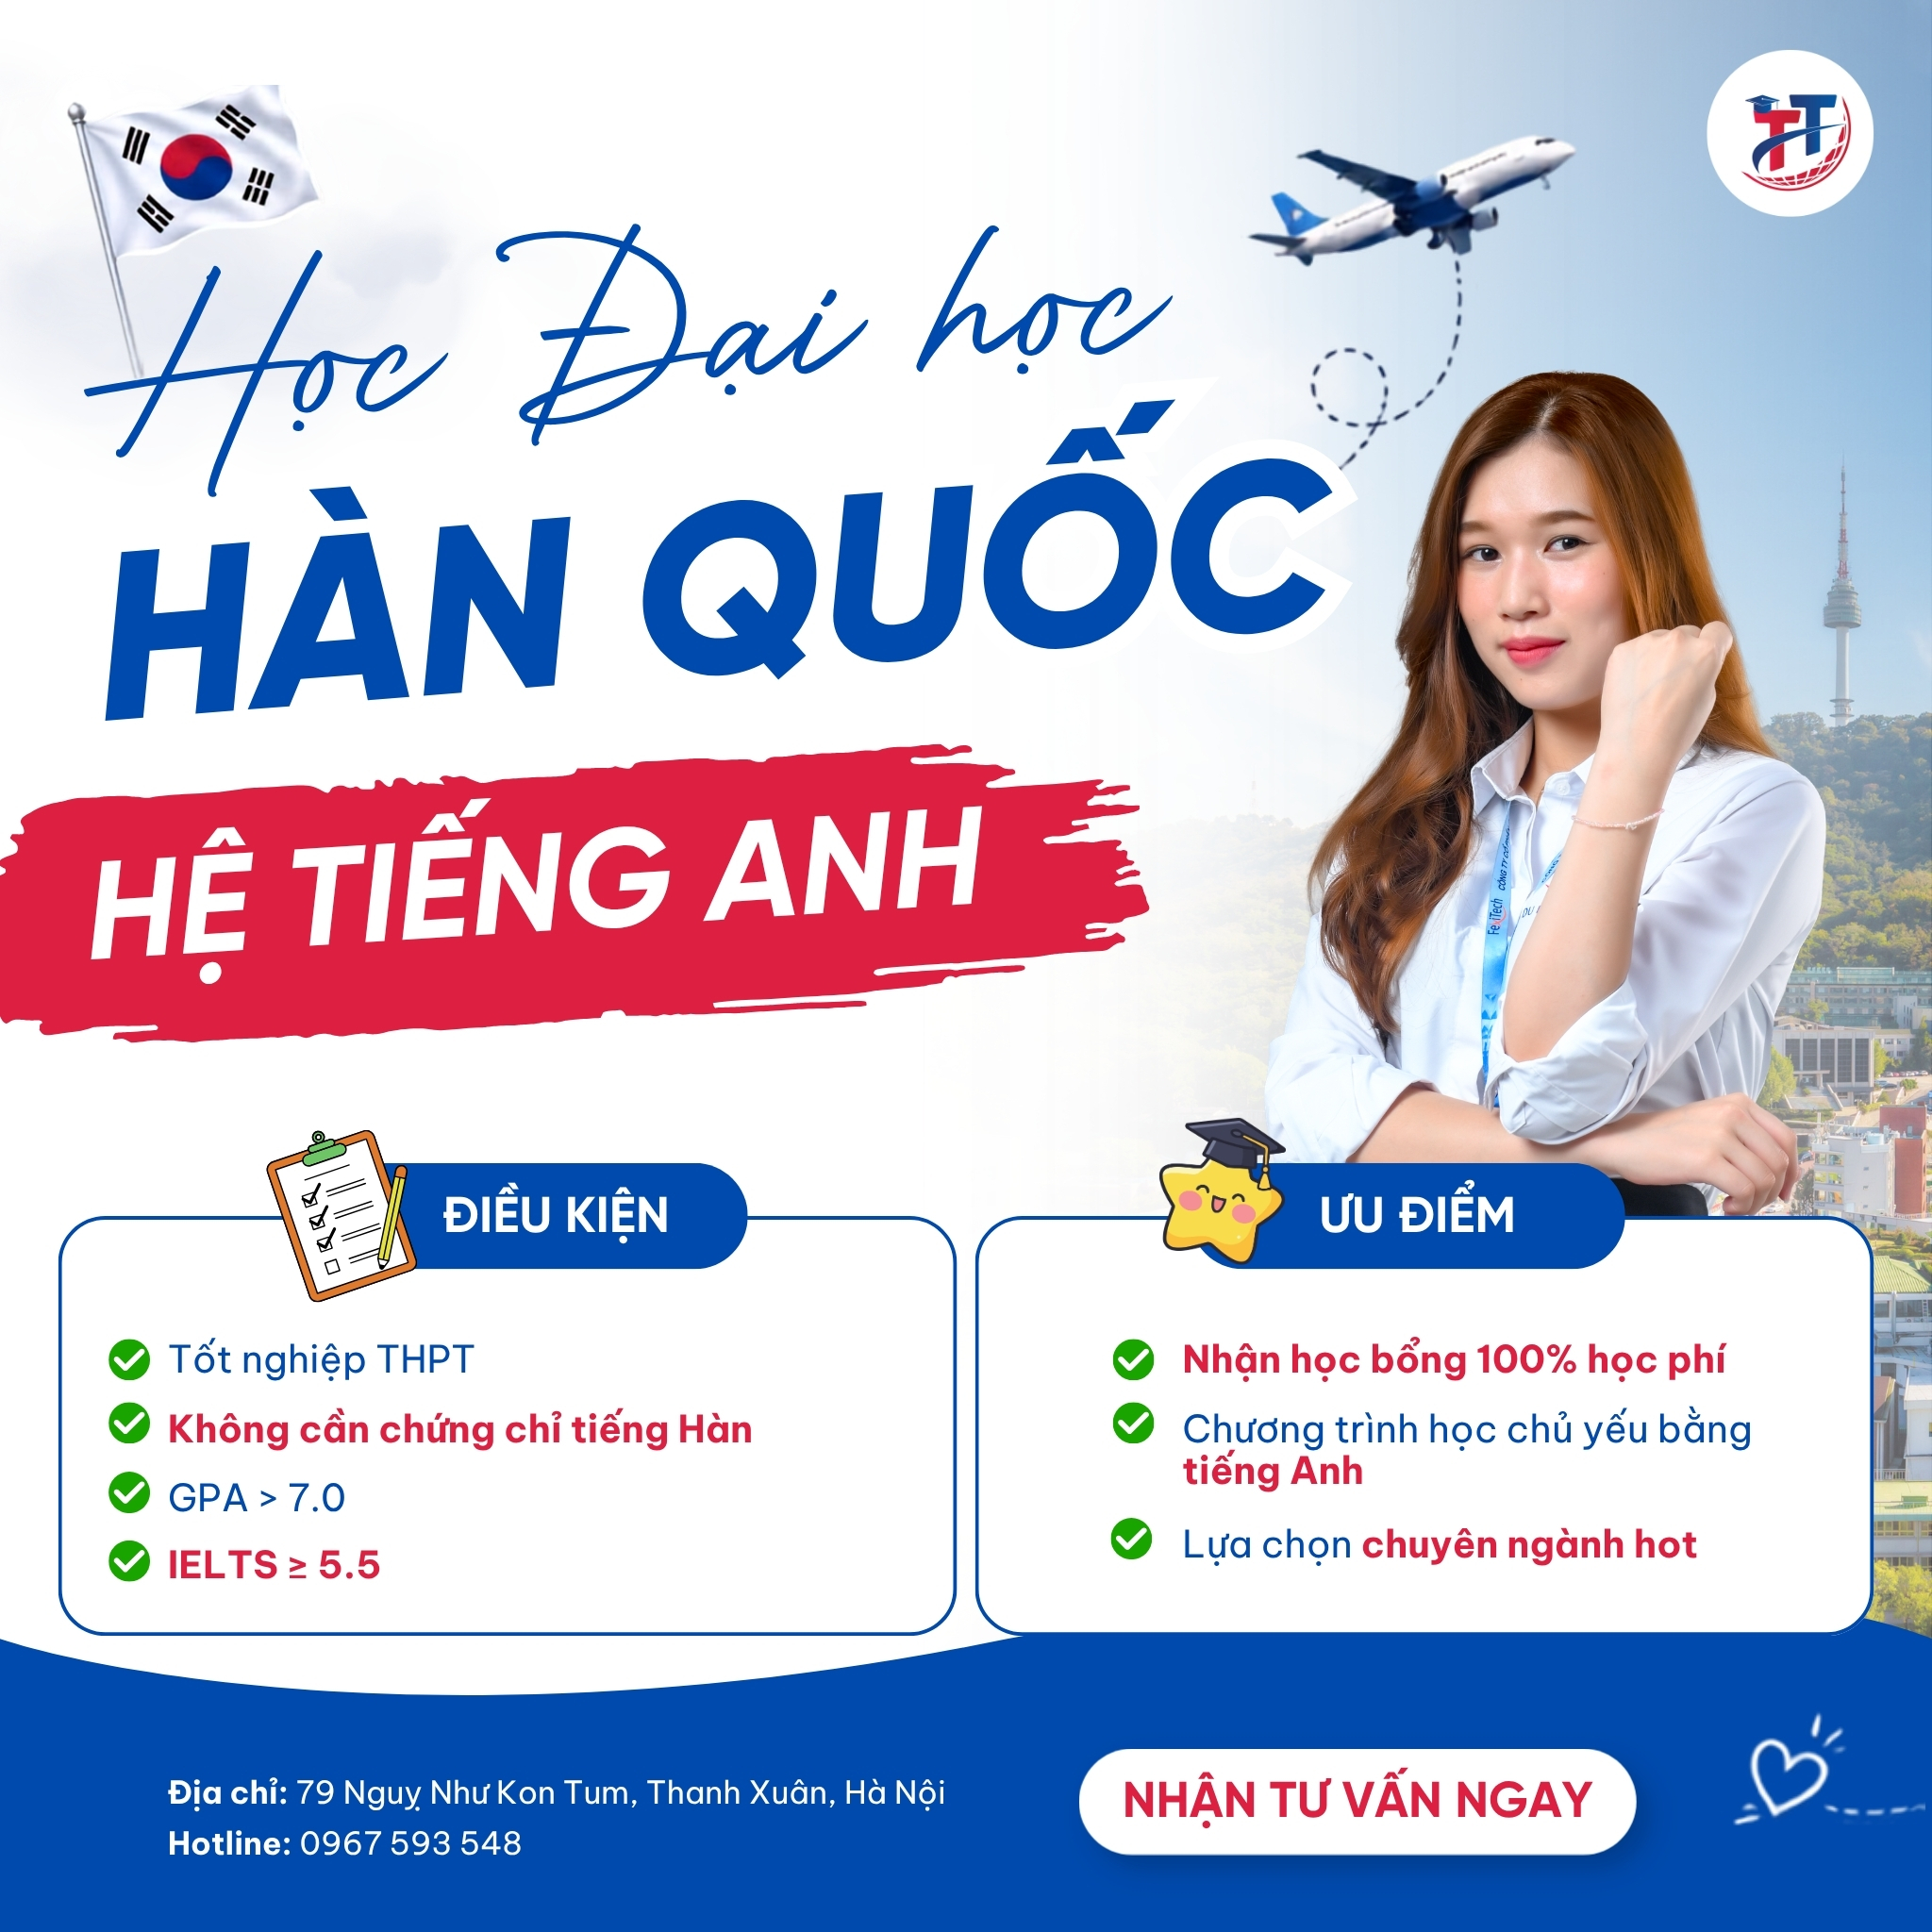 TT
Học Đại học
HÀN QUỐC
HỆ TIẾNG ANH
ĐIỀU KIỆN
Tốt nghiệp THPT
Không cần chứng chỉ tiếng Hàn
GPA > 7.0
IELTS ≥ 5.5
ƯU ĐIỂM
Nhận học bổng 100% học phí
Chương trình học chủ yếu bằng
tiếng Anh
Lựa chọn chuyên ngành hot
Địa chỉ: 79 Ngụy Như Kon Tum, Thanh Xuân, Hà Nội
Hotline: 0967 593 548
NHẬN TƯ VẤN NGAY